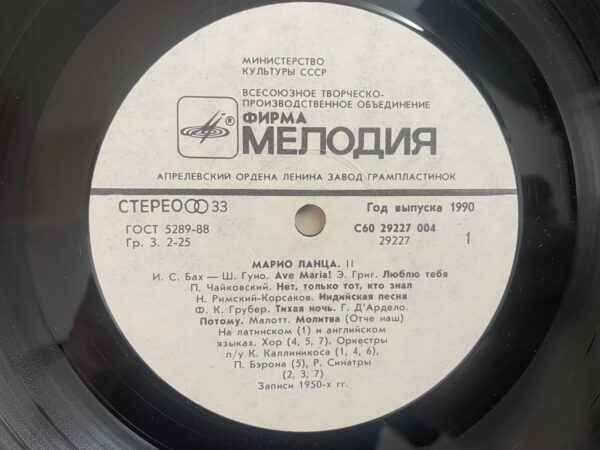 МИНИСТЕРСТВО
КУЛЬТУРЫ СССР
ВСЕСОЮЗНОЕ ТВОРЧЕСКО-
ПРОИЗВОДСТВЕННОЕ ОБЪЕДИНЕНИЕ
ФИРМА
® МЕЛОДИЯ
АПРЕЛЕВСКИЙ ОРДЕНА ЛЕНИНА ЗАВОД ГРАМПЛАСТИНОК
СТЕРЕО 33
Год выпуска 1990
ГОСТ 5289-88
С60 29227 004
Гр. 3. 2-25
29227
1
МАРИО ЛАНЦА. II
И. С. Бах — Ш. Гуно. Ave Maria! Э. Григ. Люблю тебя
П. Чайковский. Нет, только тот, кто знал
Н. Римский-Корсаков. Индийская песня
Ф. К. Грубер. Тихая ночь. Г. Д'Ардело.
Потому. Малотт. Молитва (Отче наш)
На латинском (1) и английском
языках. Хор (4, 5, 7). Оркестры
п/у К. Каллиникоса (1, 4, 6),
П. Бэрона (5), Р. Синатры
(2, 3, 7)
Записи 1950-х гг.